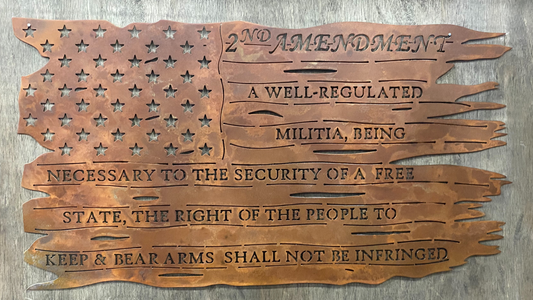 2ND AMENDMENT
A WELL-REGULATED
MILITIA, BEING
NECESSARY TO THE SECURITY OF A FREE
STATE, THE RIGHT OF THE PEOPLE TO
KEEP & BEAR ARMS SHALL NOT BE INFRINGED